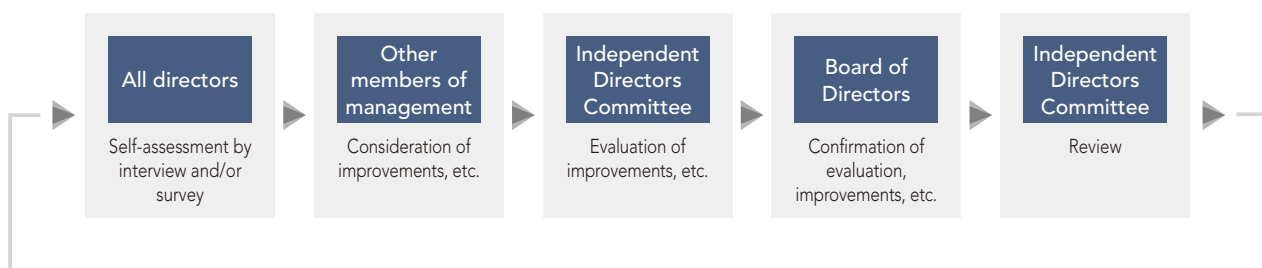 All directors
Self-assessment by
interview and/or
survey
Other
members of
management
Consideration of
improvements, etc.
Independent
Directors
Committee
Evaluation of
improvements, etc.
Board of
Directors
Confirmation of
evaluation,
improvements, etc.
Independent
Directors
Committee
Review